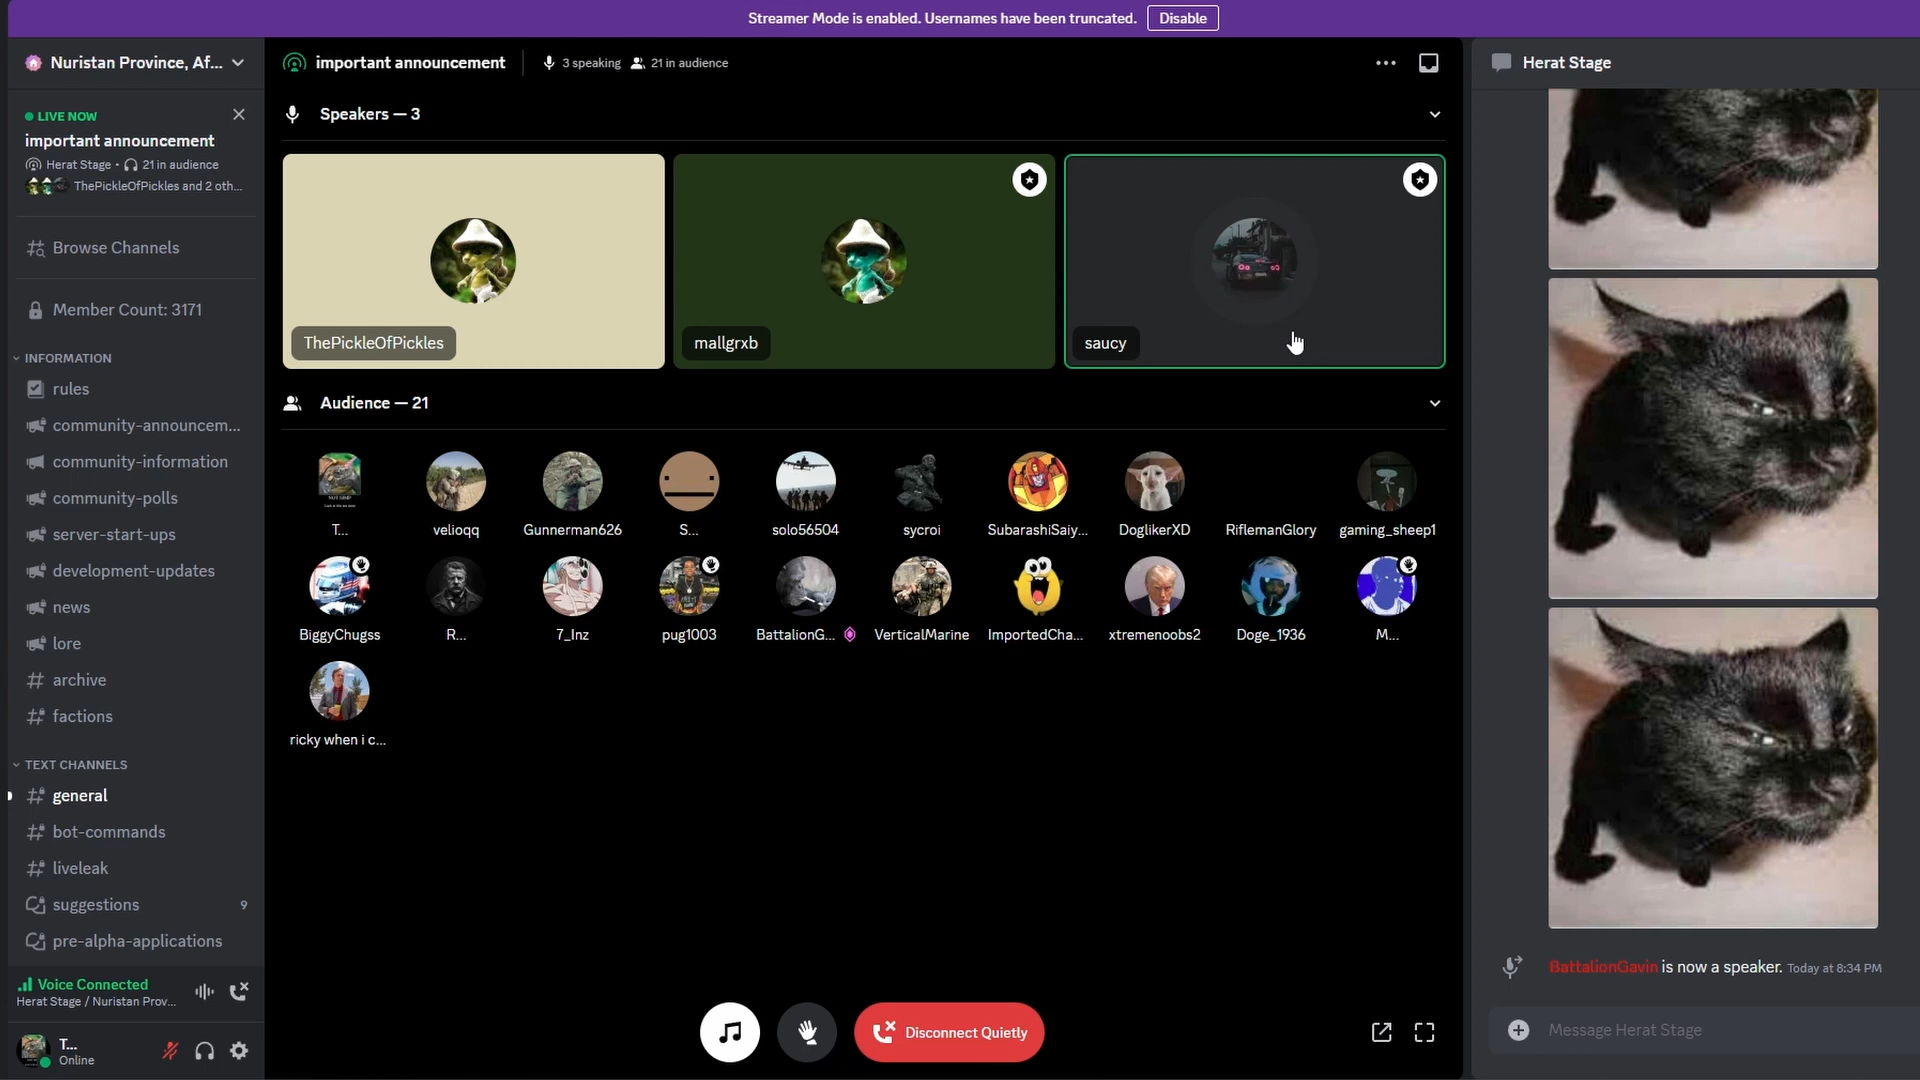 Streamer Mode is enabled. Usernames have been truncated.
Disable
Nuristan Province, Af...
LIVE NOW
important announcement
Herat Stage • 21 in audience
ThePickleOfPickles and 2 oth...
Browse Channels
Member Count: 3171
INFORMATION
rules
community-announcem...
community-information
community-polls
server-start-ups
development-updates
news
lore
archive
factions
TEXT CHANNELS
general
bot-commands
liveleak
suggestions
9
pre-alpha-applications
Voice Connected
Herat Stage / Nuristan Prov...
T...
Online
important announcement
3 speaking
21 in audience
Speakers — 3
ThePickleOfPickles
mallgrxb
saucy
Audience — 21
T...
velioqq
Gunnerman626
S...
solo56504
sycroi
SubarashiSaiy...
DoglikerXD
RiflemanGlory
gaming_sheep1
BiggyChugss
R...
7_Inz
pug1003
BattalionG...
VerticalMarine
ImportedCha...
xtremenoobs2
Doge_1936
M...
ricky when i c...
Disconnect Quietly
Herat Stage
BattalionGavin is now a speaker. Today at 8:34 PM
Message Herat Stage